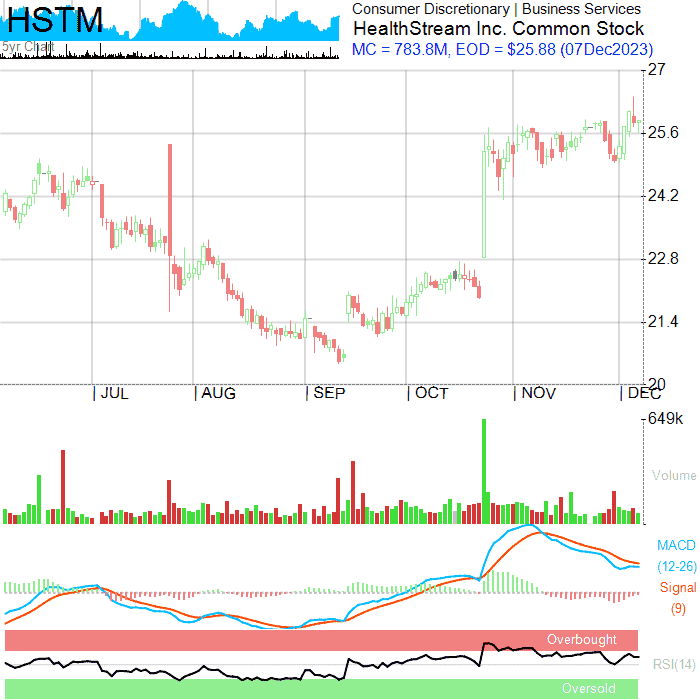 HSTM
5yr Chart
Consumer Discretionary | Business Services
HealthStream Inc. Common Stock
MC = 783.8M, EOD = $25.88 (07Dec2023)
27
25.6
24.2
22.8
21.4
20
JUL AUG SEP OCT NOV DEC
649k
Volume
MACD
(12-26)
Signal
(9)
Overbought
RSI(14)
Oversold